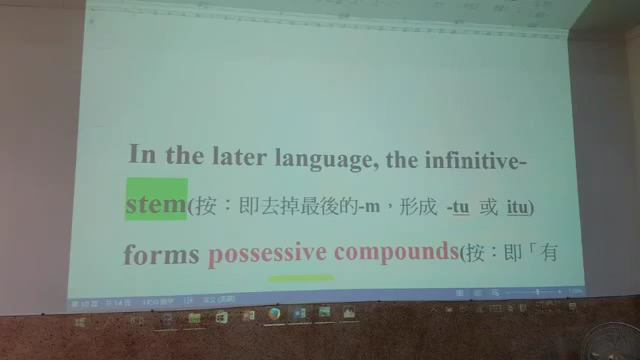 In the later language, the infinitive-
stem(按：即去掉最後的-m，形成 -tu 或 itu)
forms possessive compounds(按：即「有